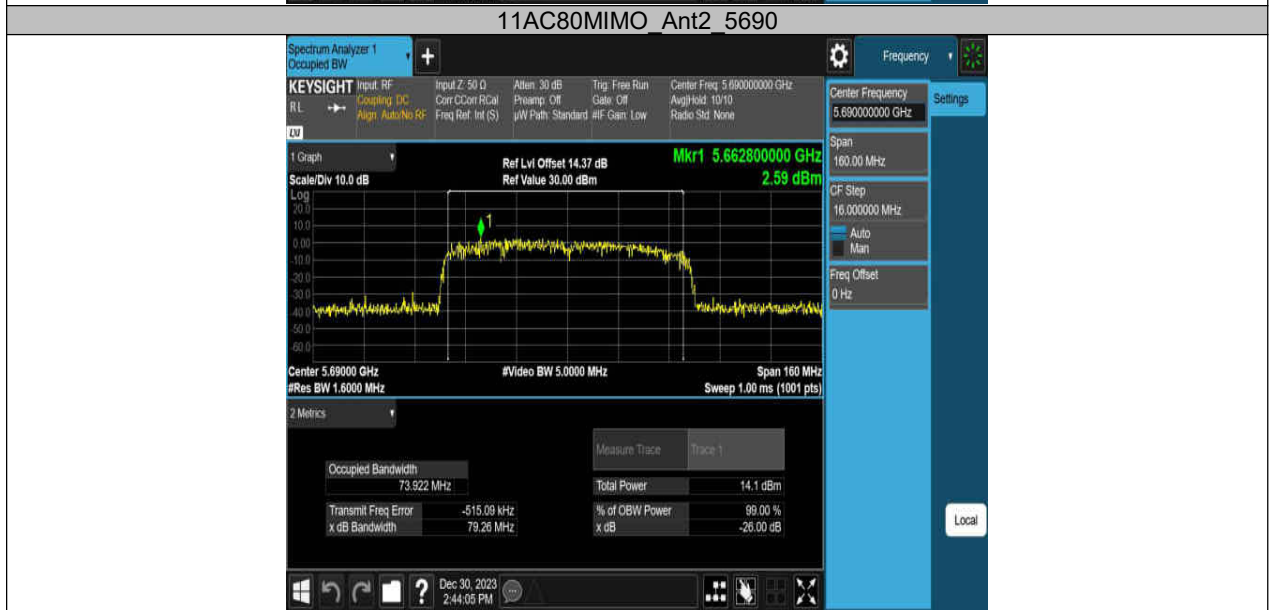 11AC80MIMO_Ant2_5690
Spectrum Analyzer 1
Occupied BW
+
Frequency
KEYSIGHT
RL
LXI
Input: RF
Coupling: DC
Align: Auto/No RF
Input Z: 50 Ω
Corr CCorr RCal
Freq Ref: Int (S)
Atten: 30 dB
Preamp: Off
µW Path: Standard
Trig: Free Run
Gate: Off
#IF Gain: Low
Center Freq: 5.690000000 GHz
Avg|Hold: 10/10
Radio Std: None
Center Frequency
5.690000000 GHz
Settings
Span
160.00 MHz
CF Step
16.000000 MHz
Auto
Man
Freq Offset
0 Hz
1 Graph
Scale/Div 10.0 dB
Ref Lvl Offset 14.37 dB
Ref Value 30.00 dBm
Mkr1 5.662800000 GHz
2.59 dBm
Log
20.0
10.0
0.00
-10.0
-20.0
-30.0
-40.0
-50.0
-60.0
1
Center 5.69000 GHz
#Res BW 1.6000 MHz
#Video BW 5.0000 MHz
Span 160 MHz
Sweep 1.00 ms (1001 pts)
2 Metrics
Measure Trace Trace 1
Occupied Bandwidth
73.922 MHz
Total Power 14.1 dBm
Transmit Freq Error -515.09 kHz
% of OBW Power 99.00 %
x dB Bandwidth 79.26 MHz
x dB -26.00 dB
Local
?
Dec 30, 2023
2:44:05 PM